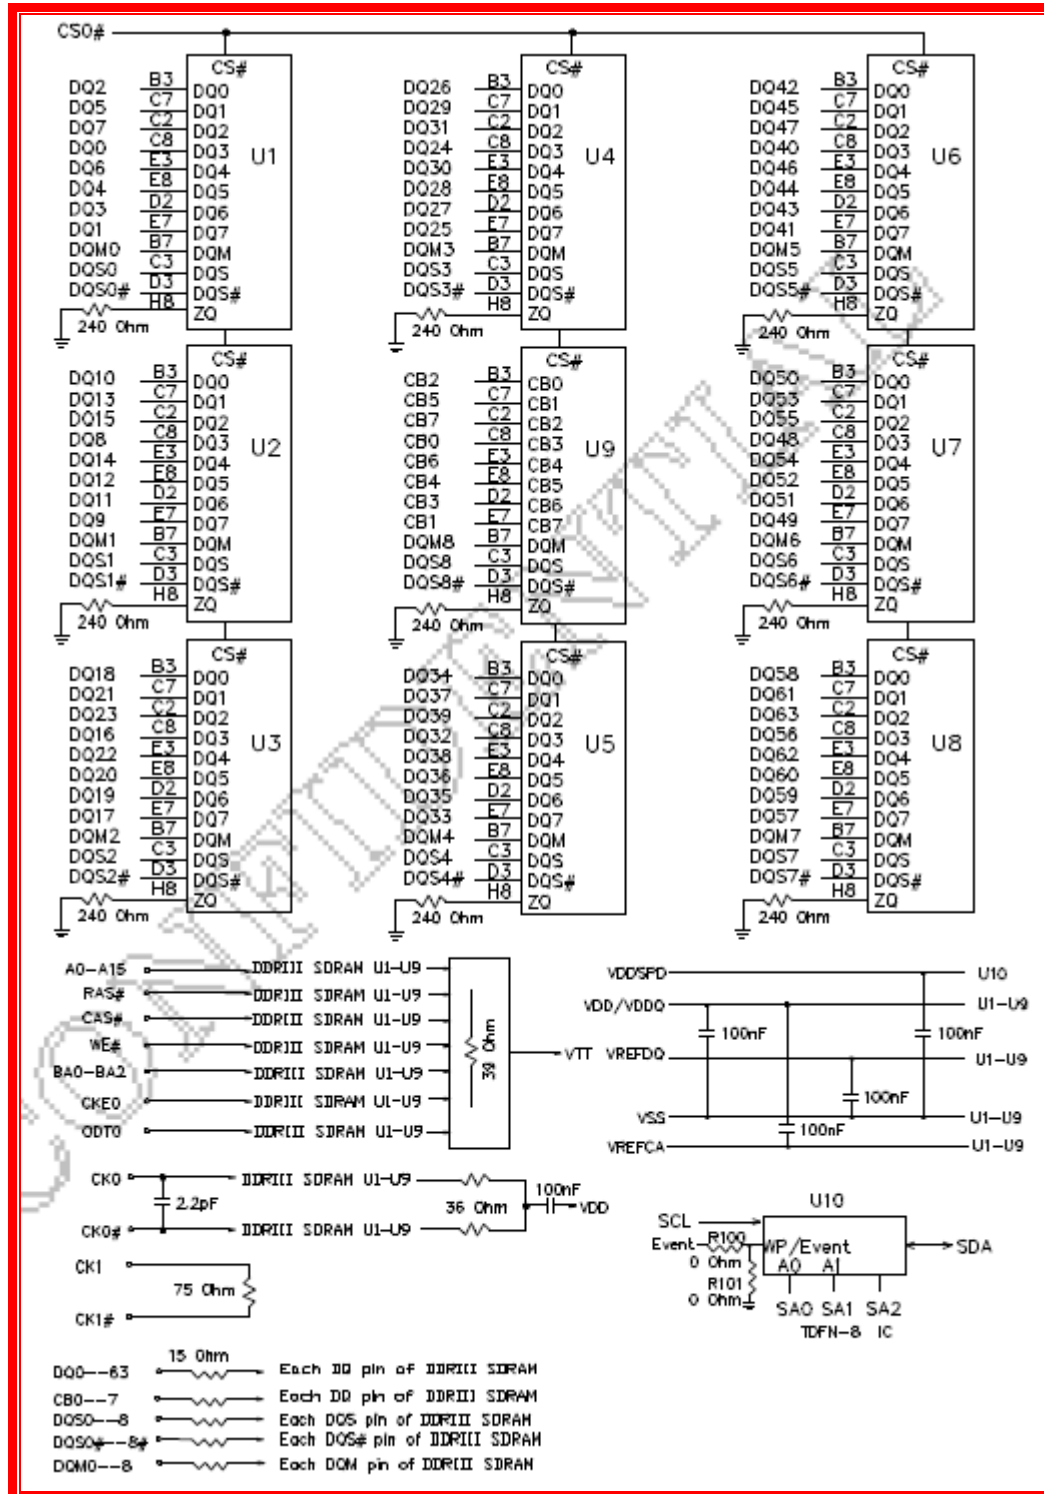 CS0#
CS#
DQ2 B3 DQ0
DQ5 C7 DQ1
DQ7 C2 DQ2
DQ0 C8 DQ3
DQ6 E3 DQ4
DQ4 E8 DQ5
DQ3 D2 DQ6
DQ1 E7 DQ7
DQM0 B7 DQM
DQS0 C3 DQS
DQS0# D3 DQS#
H8 ZQ
240 Ohm
U1
CS#
DQ26 B3 DQ0
DQ29 C7 DQ1
DQ31 C2 DQ2
DQ24 C8 DQ3
DQ30 E3 DQ4
DQ28 E8 DQ5
DQ27 D2 DQ6
DQ25 E7 DQ7
DQM3 B7 DQM
DQS3 C3 DQS
DQS3# D3 DQS#
H8 ZQ
240 Ohm
U4
CS#
DQ42 B3 DQ0
DQ45 C7 DQ1
DQ47 C2 DQ2
DQ40 C8 DQ3
DQ46 E3 DQ4
DQ44 E8 DQ5
DQ43 D2 DQ6
DQ41 E7 DQ7
DQM5 B7 DQM
DQS5 C3 DQS
DQS5# D3 DQS#
H8 ZQ
240 Ohm
U6
CS#
DQ10 B3 DQ0
DQ13 C7 DQ1
DQ15 C2 DQ2
DQ8 C8 DQ3
DQ14 E3 DQ4
DQ12 E8 DQ5
DQ11 D2 DQ6
DQ9 E7 DQ7
DQM1 B7 DQM
DQS1 C3 DQS
DQS1# D3 DQS#
H8 ZQ
240 Ohm
U2
CS#
CB2 B3 CB0
CB5 C7 CB1
CB7 C2 CB2
CB0 C8 CB3
CB6 E3 CB4
CB4 E8 CB5
CB3 D2 CB6
CB1 E7 CB7
DQM8 B7 DQM
DQS8 C3 DQS
DQS8# D3 DQS#
H8 ZQ
240 Ohm
U9
CS#
DQ50 B3 DQ0
DQ53 C7 DQ1
DQ55 C2 DQ2
DQ48 C8 DQ3
DQ54 E3 DQ4
DQ52 E8 DQ5
DQ51 D2 DQ6
DQ49 E7 DQ7
DQM6 B7 DQM
DQS6 C3 DQS
DQS6# D3 DQS#
H8 ZQ
240 Ohm
U7
CS#
DQ18 B3 DQ0
DQ21 C7 DQ1
DQ23 C2 DQ2
DQ16 C8 DQ3
DQ22 E3 DQ4
DQ20 E8 DQ5
DQ19 D2 DQ6
DQ17 E7 DQ7
DQM2 B7 DQM
DQS2 C3 DQS
DQS2# D3 DQS#
H8 ZQ
240 Ohm
U3
CS#
DQ34 B3 DQ0
DQ37 C7 DQ1
DQ39 C2 DQ2
DQ32 C8 DQ3
DQ38 E3 DQ4
DQ36 E8 DQ5
DQ35 D2 DQ6
DQ33 E7 DQ7
DQM4 B7 DQM
DQS4 C3 DQS
DQS4# D3 DQS#
H8 ZQ
240 Ohm
U5
CS#
DQ58 B3 DQ0
DQ61 C7 DQ1
DQ63 C2 DQ2
DQ56 C8 DQ3
DQ62 E3 DQ4
DQ60 E8 DQ5
DQ59 D2 DQ6
DQ57 E7 DQ7
DQM7 B7 DQM
DQS7 C3 DQS
DQS7# D3 DQS#
H8 ZQ
240 Ohm
U8
CONFIDENTIAL
A0-A15 DDRIII SDRAM U1-U9
RAS# DDRIII SDRAM U1-U9
CAS# DDRIII SDRAM U1-U9
WE# DDRIII SDRAM U1-U9
BA0-BA2 DDRIII SDRAM U1-U9
CKE0 DDRIII SDRAM U1-U9
ODT0 DDRIII SDRAM U1-U9
39 Ohm
VTT
VDDSPD U10
VDD/VDDQ U1-U9
100nF 100nF
VREFDQ U1-U9
100nF
VSS U1-U9
100nF
VREFCA U1-U9
CK0 DDRIII SDRAM U1-U9
2.2pF 36 Ohm 100nF VDD
CK0# DDRIII SDRAM U1-U9
CK1
75 Ohm
CK1#
U10
SCL
Event R100 WP/Event SDA
0 Ohm A0 A1
R101
0 Ohm
SA0 SA1 SA2
TDFN-8 IC
15 Ohm
DQ0--63 Each DQ pin of DDRIII SDRAM
CB0--7 Each DQ pin of DDRIII SDRAM
DQS0--8 Each DQS pin of DDRIII SDRAM
DQS0#--8# Each DQS# pin of DDRIII SDRAM
DQM0--8 Each DQM pin of DDRIII SDRAM